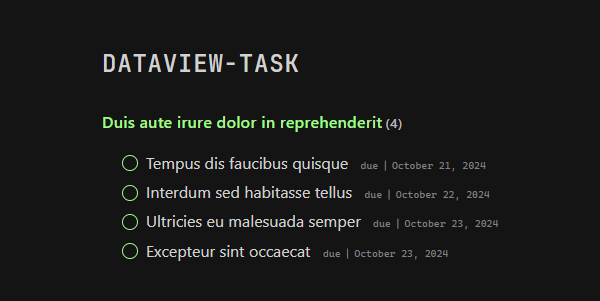 DATAVIEW-TASK
Duis aute irure dolor in reprehenderit (4)
Tempus dis faucibus quisque due | October 21, 2024
Interdum sed habitasse tellus due | October 22, 2024
Ultricies eu malesuada semper due | October 23, 2024
Excepteur sint occaecat due | October 23, 2024